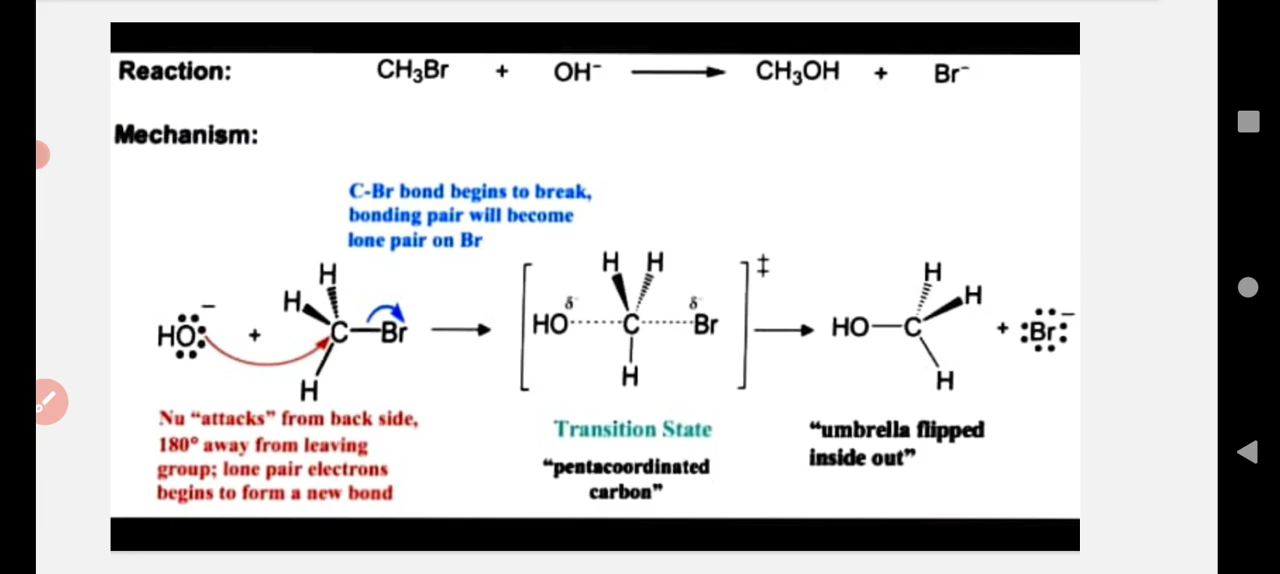 Reaction: CH₃Br + OH⁻ CH₃OH + Br⁻
Mechanism:
C-Br bond begins to break,
bonding pair will become
lone pair on Br
H H H H
H H
HO: − + C Br HO C Br ‡ HO C + :Br: −
δ⁻ δ⁻
H H H
Nu “attacks” from back side,
180° away from leaving
group; lone pair electrons
begins to form a new bond
Transition State
“pentacoordinated
carbon”
“umbrella flipped
inside out”